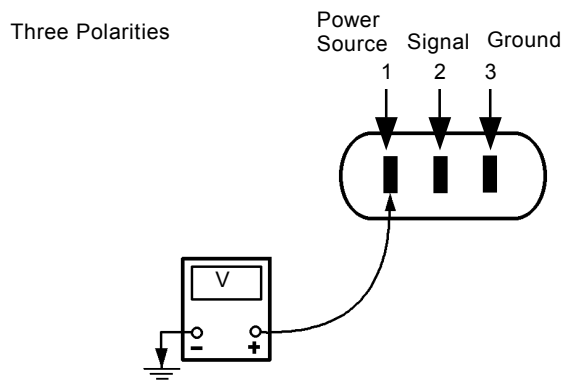 Three Polarities
Power
Source Signal Ground
1 2 3
V
- +